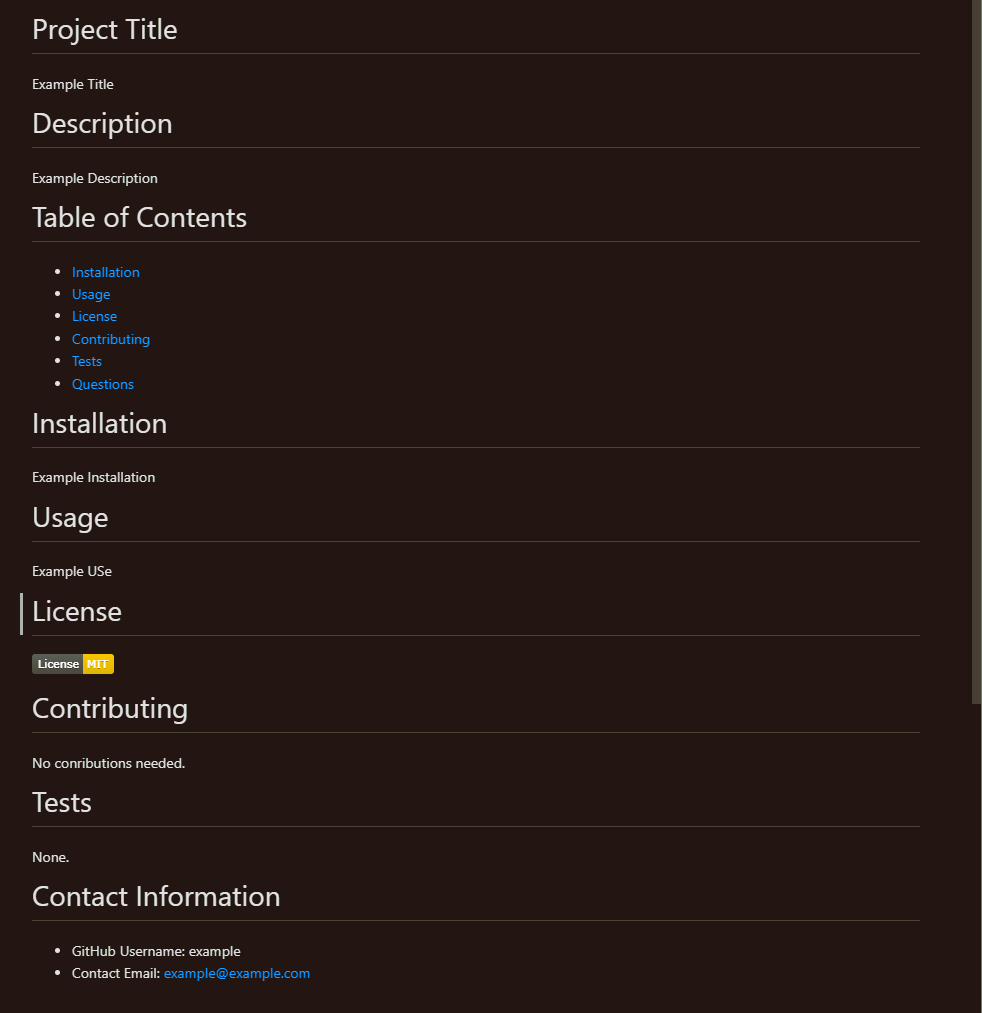 Project Title
Example Title
Description
Example Description
Table of Contents
Installation
Usage
License
Contributing
Tests
Questions
Installation
Example Installation
Usage
Example USe
License
License MIT
Contributing
No conributions needed.
Tests
None.
Contact Information
GitHub Username: example
Contact Email: example@example.com